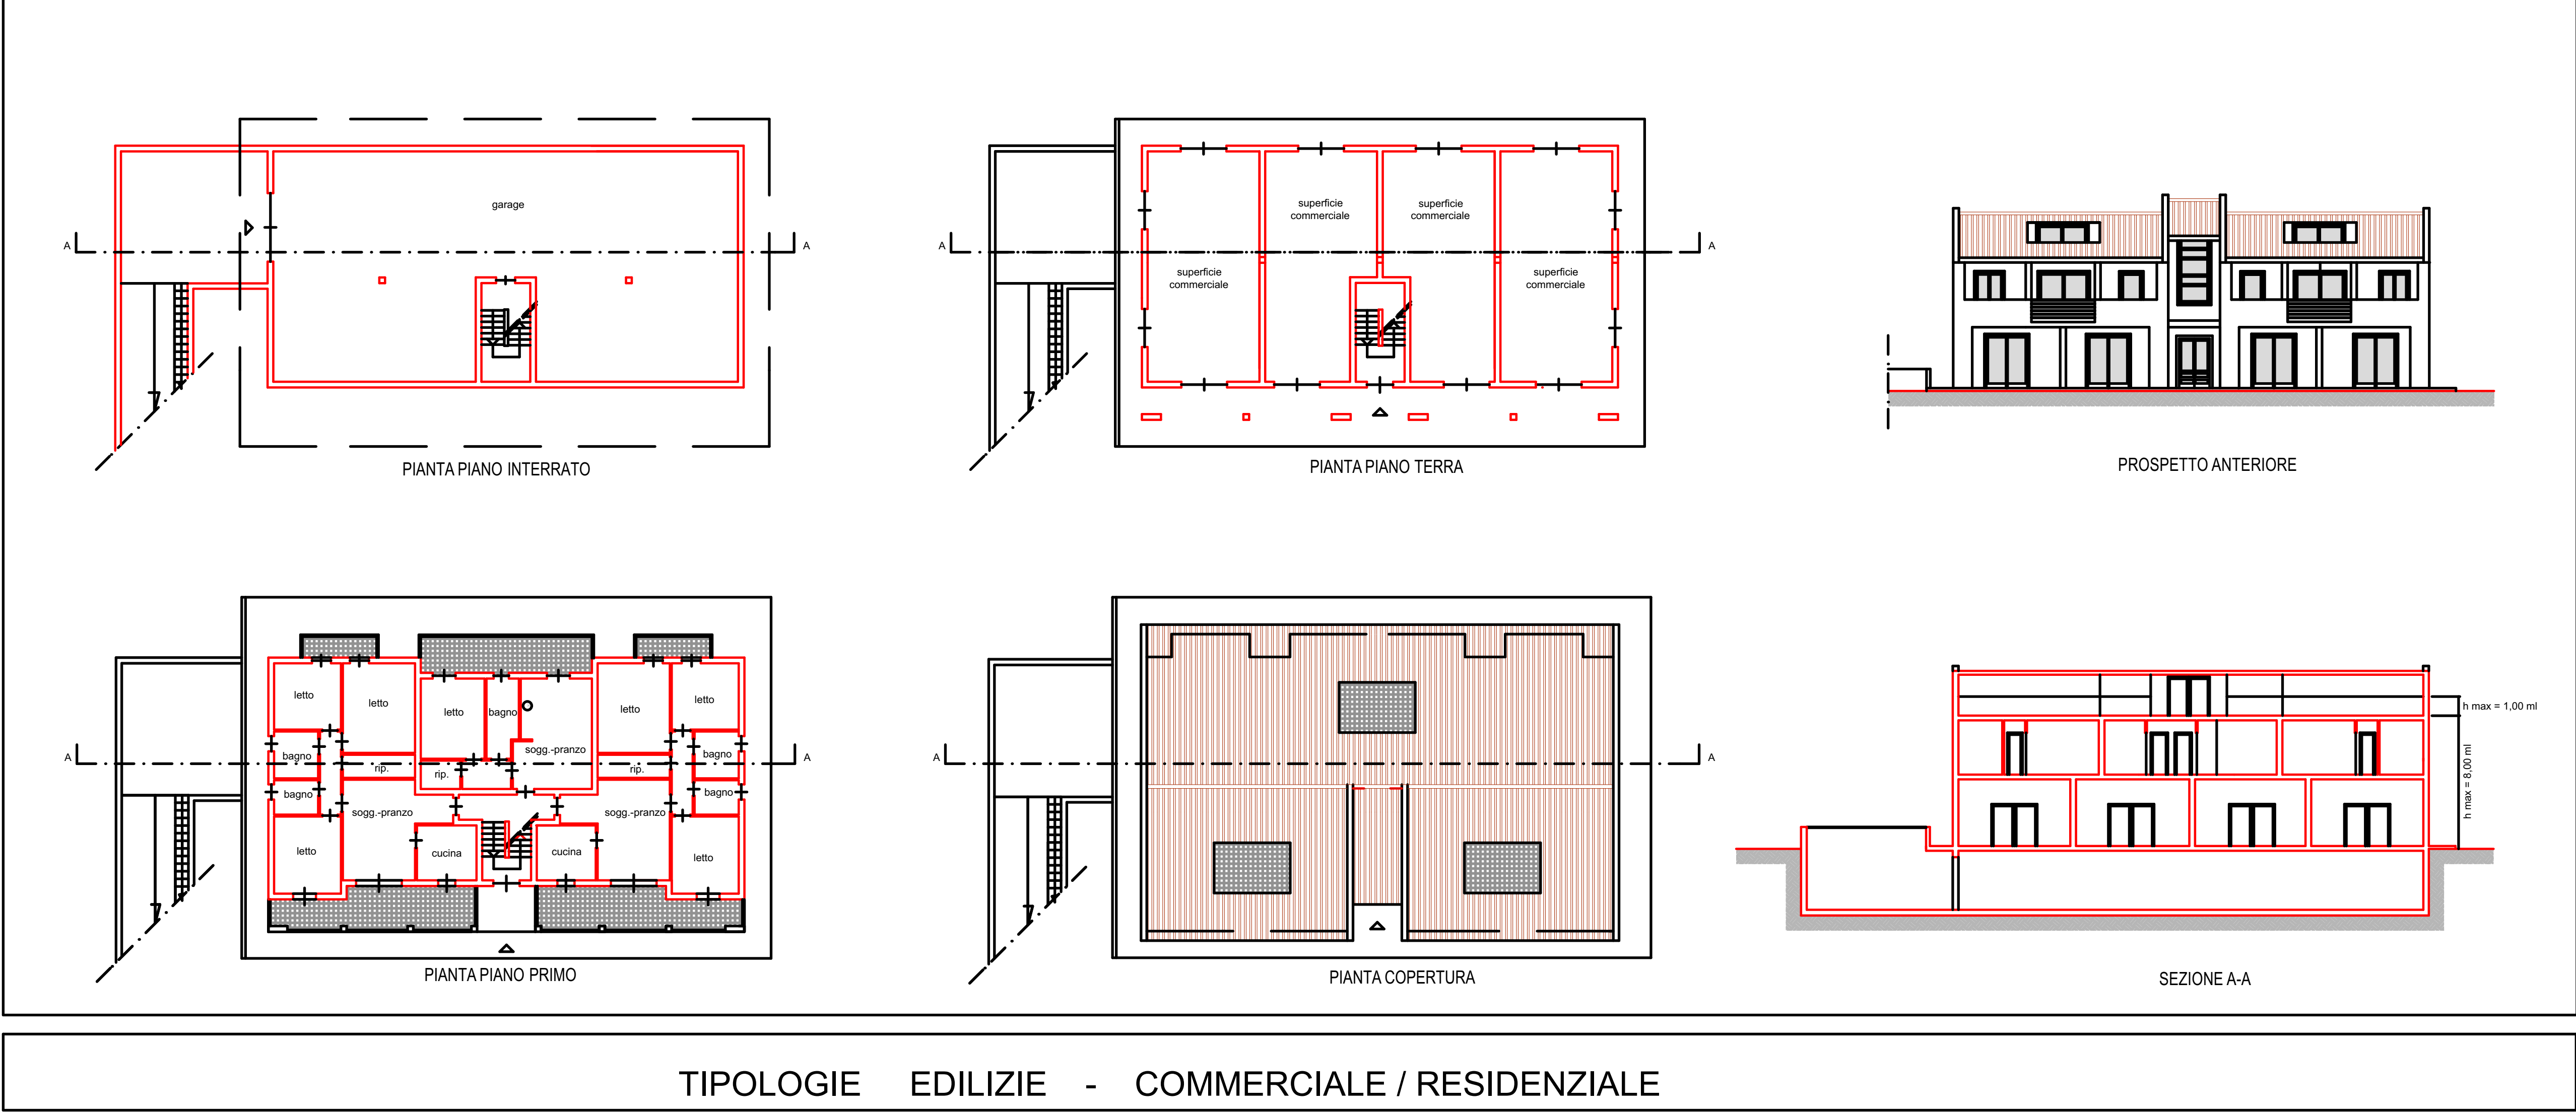 garage
A
A
PIANTA PIANO INTERRATO
superficie
commerciale
superficie
commerciale
superficie
commerciale
superficie
commerciale
A
A
PIANTA PIANO TERRA
PROSPETTO ANTERIORE
letto
letto
letto
bagno
letto
letto
sogg.-pranzo
bagno
bagno
A
A
rip.
rip.
rip.
bagno
bagno
sogg.-pranzo
sogg.-pranzo
letto
cucina
cucina
letto
PIANTA PIANO PRIMO
A
A
PIANTA COPERTURA
h max = 1,00 ml
h max = 8,00 ml
SEZIONE A-A
TIPOLOGIE EDILIZIE - COMMERCIALE / RESIDENZIALE